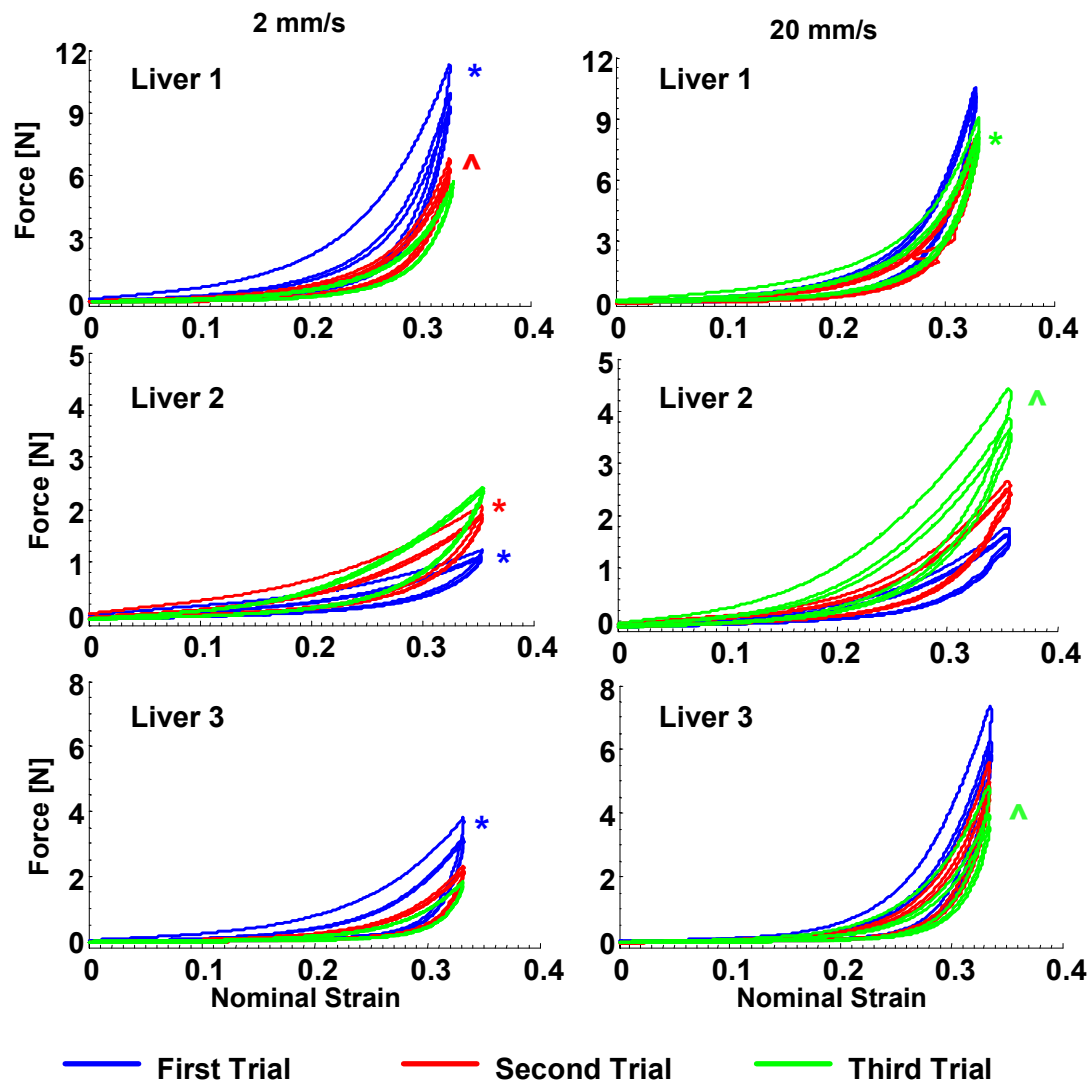 2 mm/s
20 mm/s
Liver 1
*
^
Force [N]
12
9
6
3
0
0 0.1 0.2 0.3 0.4
Liver 1
*
12
9
6
3
0
0 0.1 0.2 0.3 0.4
Liver 2
*
*
Force [N]
5
4
3
2
1
0
0 0.1 0.2 0.3 0.4
Liver 2
^
5
4
3
2
1
0
0 0.1 0.2 0.3 0.4
Liver 3
*
Force [N]
8
6
4
2
0
0 0.1 0.2 0.3 0.4
Nominal Strain
Liver 3
^
8
6
4
2
0
0 0.1 0.2 0.3 0.4
Nominal Strain
First Trial
Second Trial
Third Trial